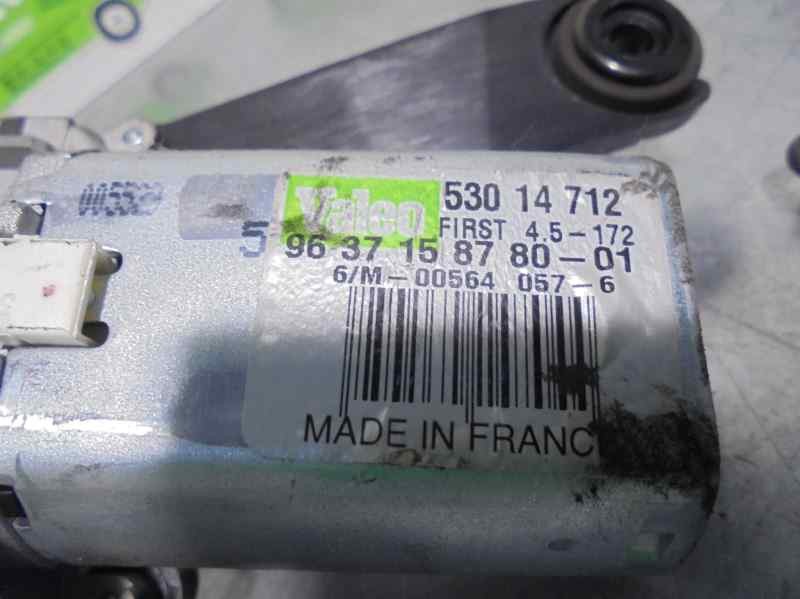 00552
Valeo 530 14 712
FIRST 4.5-172
5 96 37 15 87 80-01
6/M-00564 057-6
MADE IN FRANC